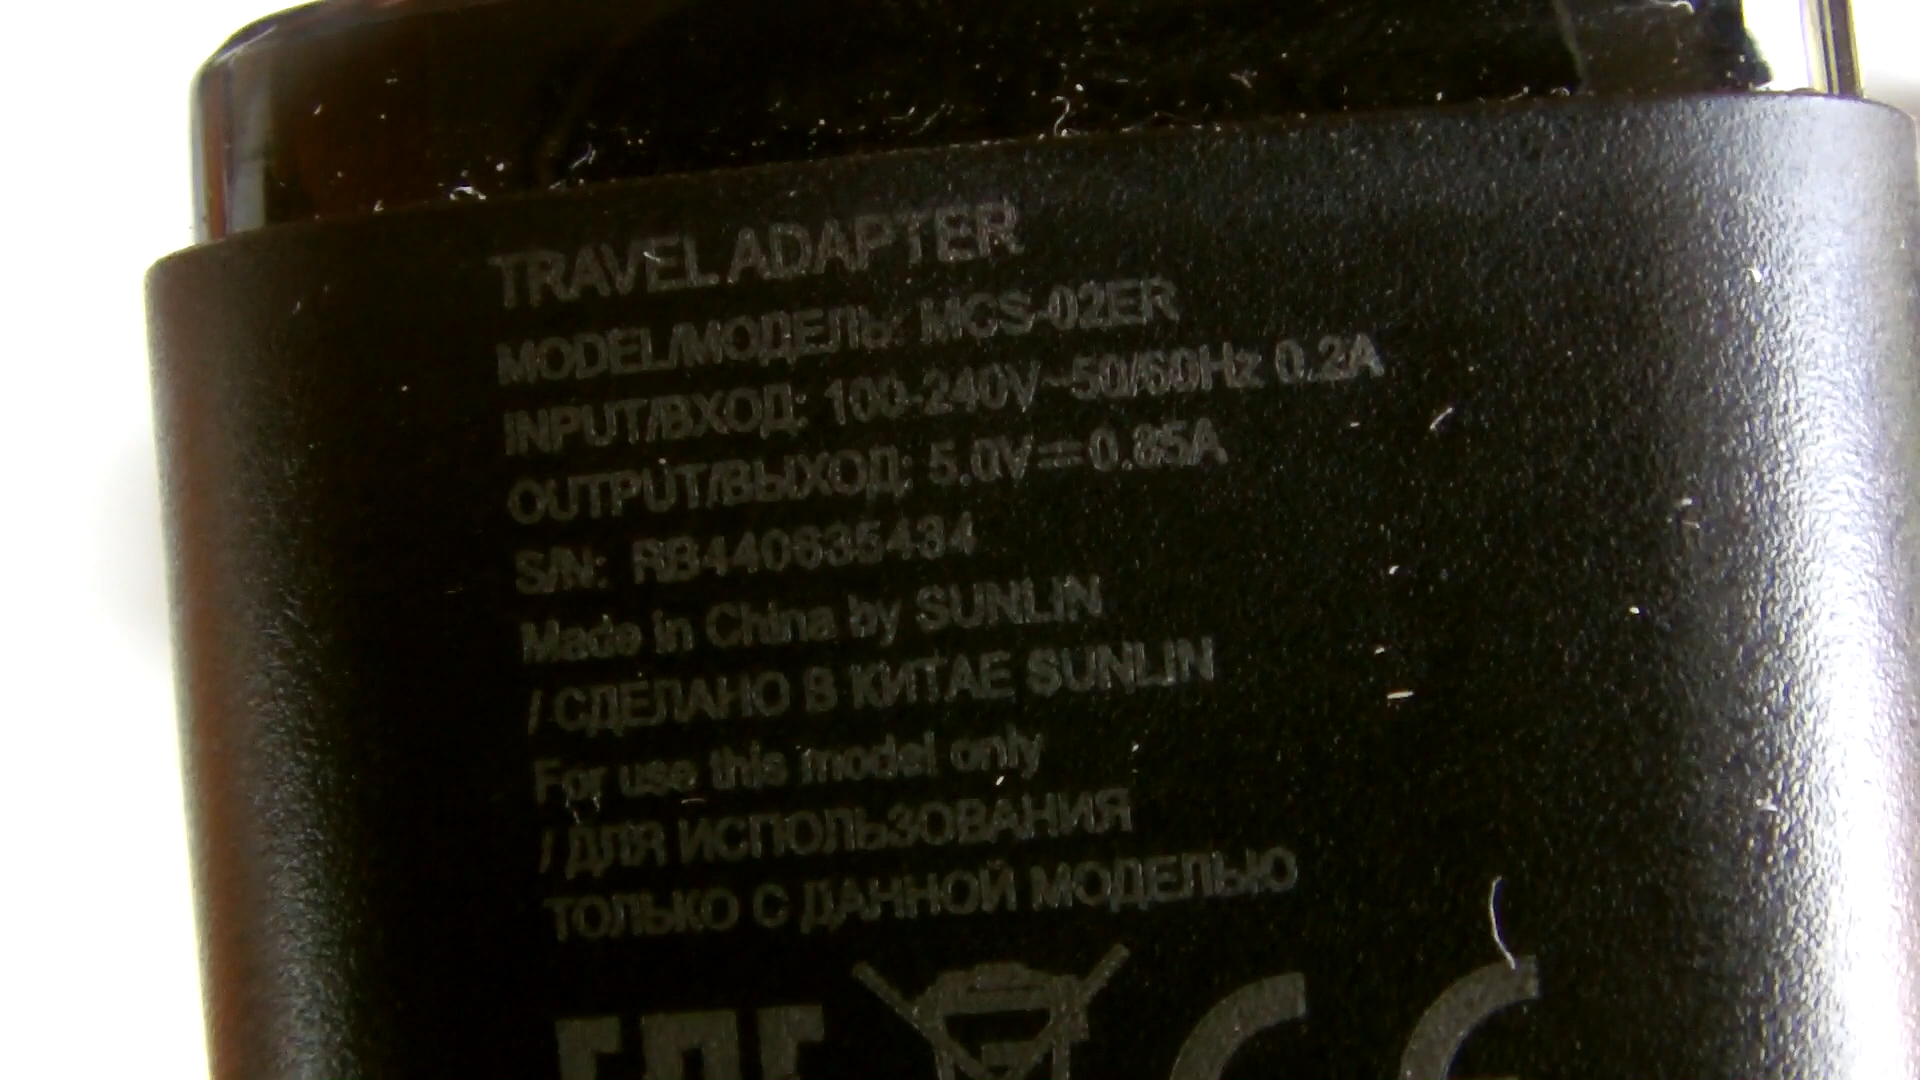 TRAVEL ADAPTER
MODEL/МОДЕЛЬ: MCS-02ER
INPUT/ВХОД: 100-240V~50/60Hz 0.2A
OUTPUT/ВЫХОД: 5.0V⎓0.85A
S/N: RB440635434
Made in China by SUNLIN
/ СДЕЛАНО В КИТАЕ SUNLIN
For use this model only
/ ДЛЯ ИСПОЛЬЗОВАНИЯ
ТОЛЬКО С ДАННОЙ МОДЕЛЬЮ
EAC CE